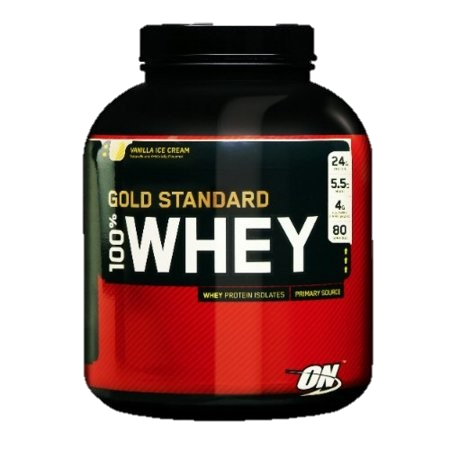 VANILLA ICE CREAM
GOLD STANDARD
100% WHEY
24G
5.5G
4G
80
WHEY PROTEIN ISOLATES | PRIMARY SOURCE
ON